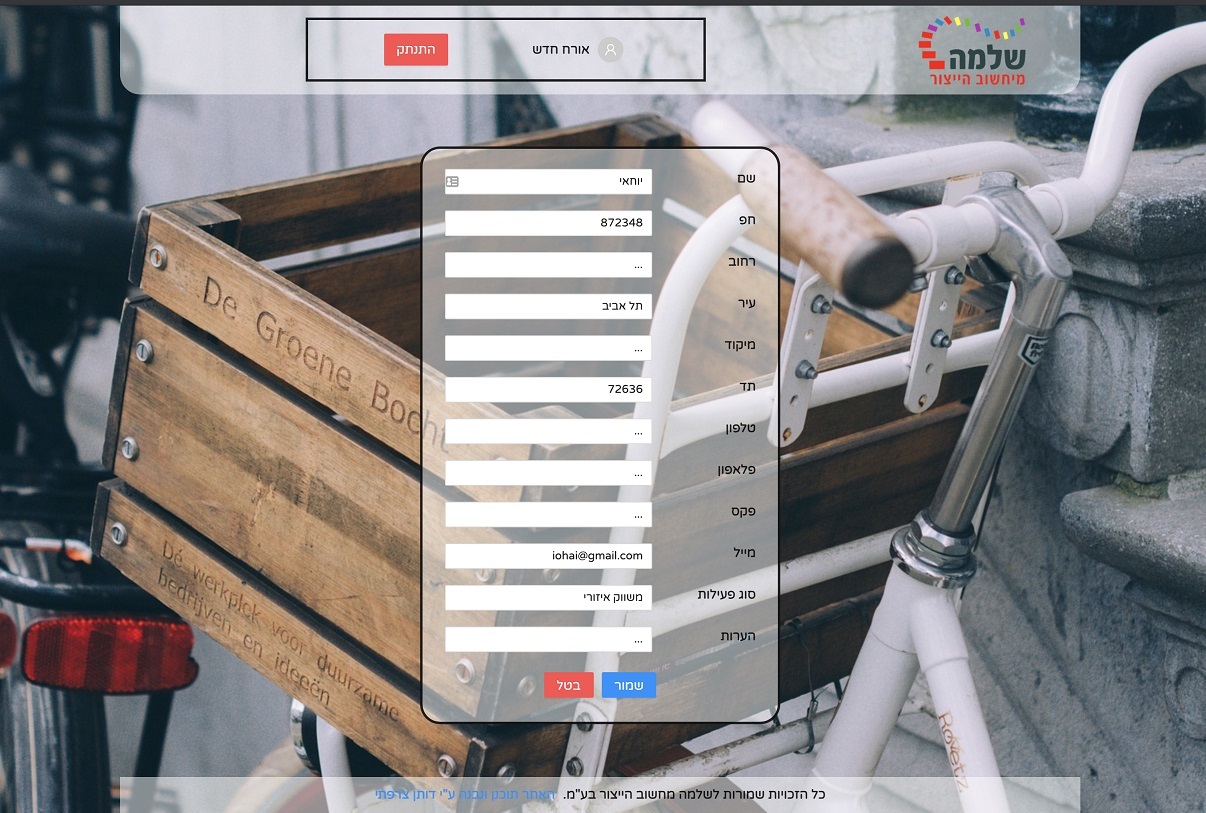 שלמה
מיחשוב הייצור
אורח חדש
התנתק
שם
יוחאי
חפ
872348
רחוב
...
עיר
תל אביב
מיקוד
...
תד
72636
טלפון
...
פלאפון
...
פקס
...
מייל
iohai@gmail.com
סוג פעילות
משווק איזורי
הערות
...
שמור
בטל
De Groene Bocht
Dé werkplek voor duurzame
bedrijven en ideeën
כל הזכויות שמורות לשלמה מחשוב הייצור בע"מ. האתר תוכנן ונבנה ע"י דותן צרפתי